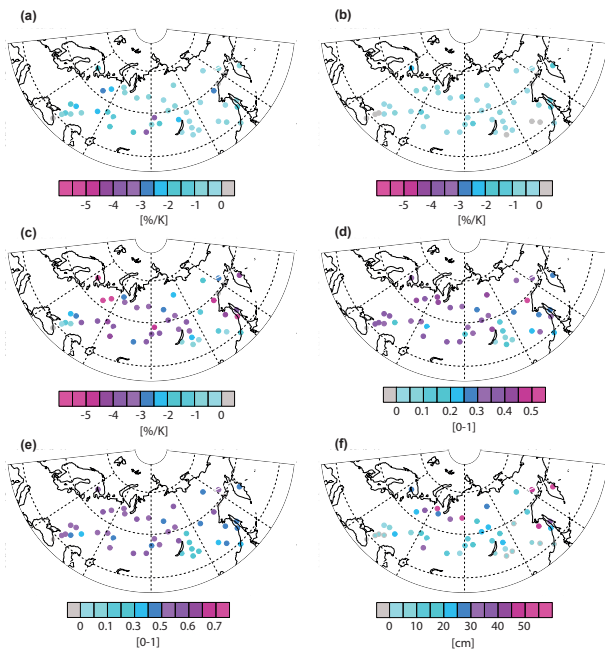 (a) (b)
-5 -4 -3 -2 -1 0 -5 -4 -3 -2 -1 0
[%/K] [%/K]
(c) (d)
-5 -4 -3 -2 -1 0 0 0.1 0.2 0.3 0.4 0.5
[%/K] [0-1]
(e) (f)
0 0.1 0.3 0.5 0.6 0.7 0 10 20 30 40 50
[0-1] [cm]